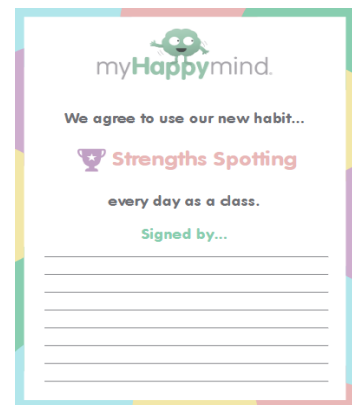 myHappymind.
We agree to use our new habit...
Strengths Spotting
every day as a class.
Signed by...